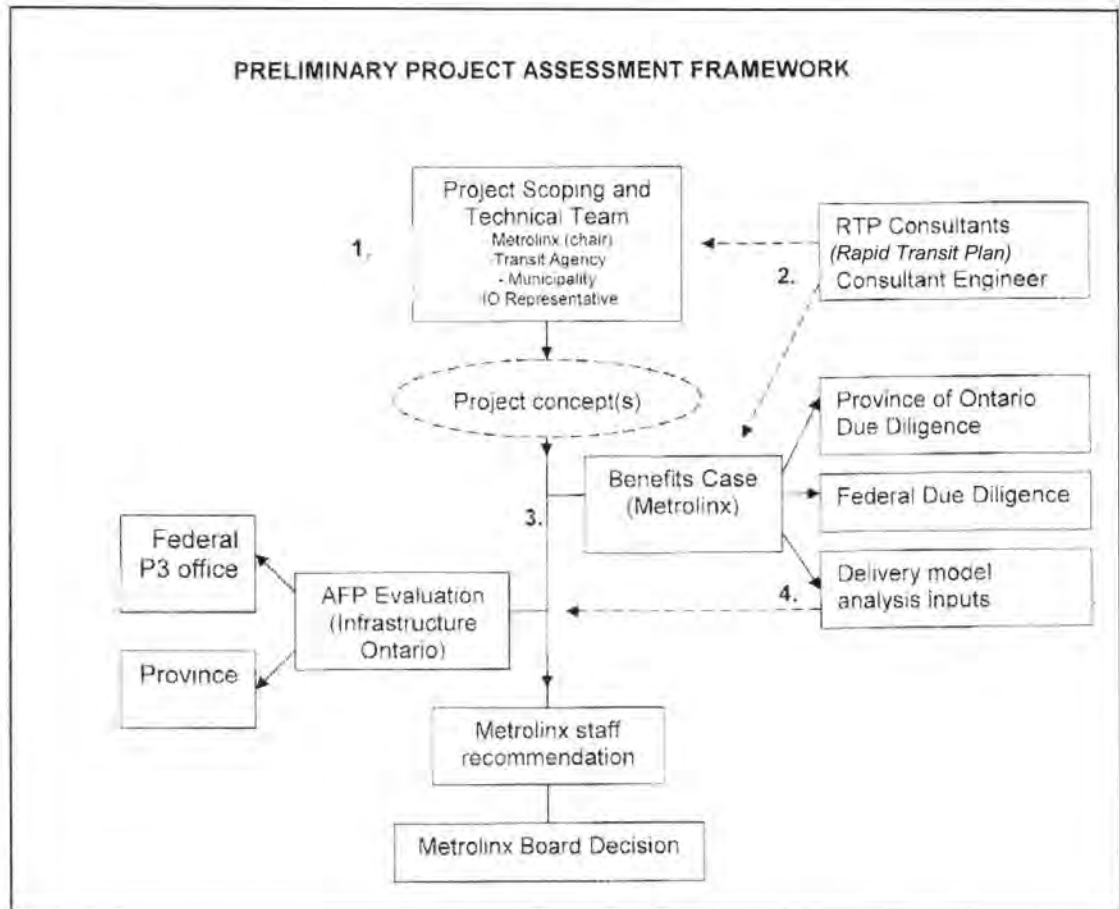 PRELIMINARY PROJECT ASSESSMENT FRAMEWORK
1.
Project Scoping and
Technical Team
Metrolinx (chair)
Transit Agency
- Municipality
IO Representative
2.
RTP Consultants
(Rapid Transit Plan)
Consultant Engineer
Project concept(s)
3.
Benefits Case
(Metrolinx)
Province of Ontario
Due Diligence
Federal Due Diligence
4.
Delivery model
analysis inputs
Federal
P3 office
AFP Evaluation
(Infrastructure
Ontario)
Province
Metrolinx staff
recommendation
Metrolinx Board Decision